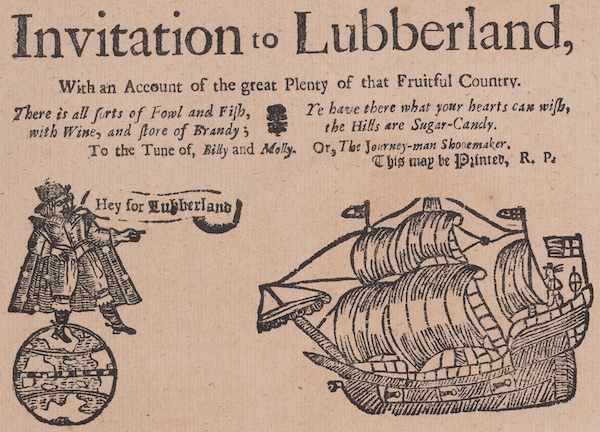 Invitation to Lubberland,
With an Account of the great Plenty of that Fruitful Country.
There is all ſorts of Fowl and Fiſh,
with Wine, and ſtore of Brandy;
Ye have there what your hearts can wiſh,
the Hills are Sugar-Candy.
To the Tune of, Billy and Molly. Or, The Journey-man Shooemaker.
This may be Printed, R. P.
Hey for Lubberland